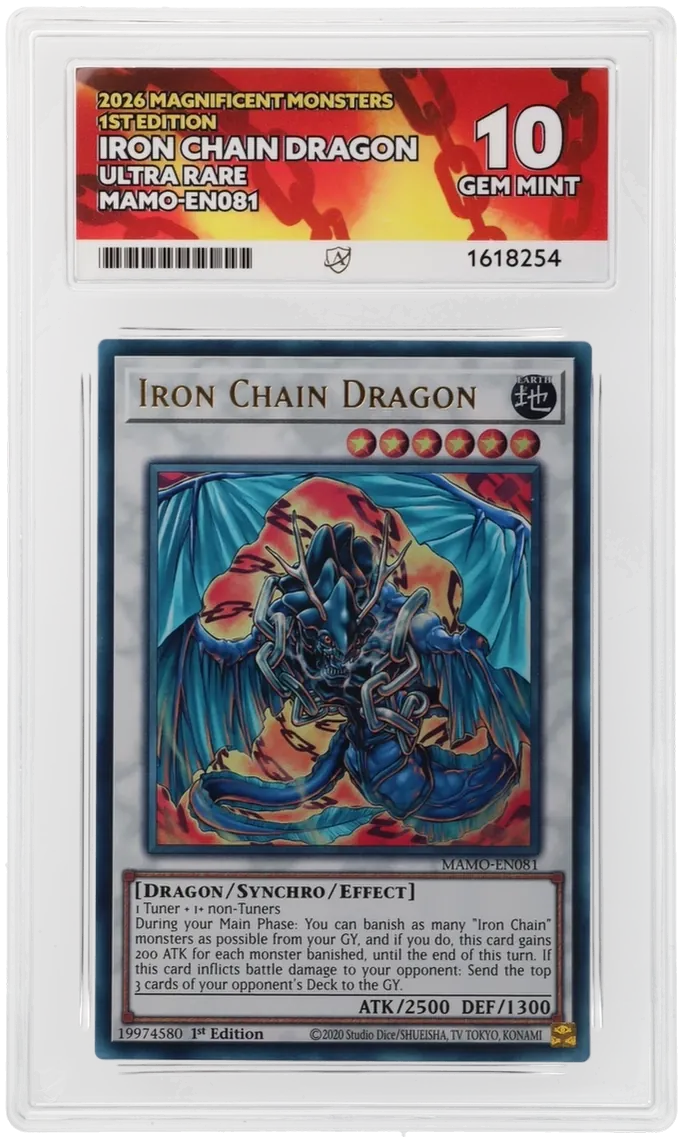 2026 MAGNIFICENT MONSTERS
1ST EDITION
IRON CHAIN DRAGON
ULTRA RARE
MAMO-EN081
10
GEM MINT
1618254
IRON CHAIN DRAGON
EARTH
地
MAMO-EN081
[DRAGON/SYNCHRO/EFFECT]
1 Tuner + 1+ non-Tuners
During your Main Phase: You can banish as many "Iron Chain"
monsters as possible from your GY, and if you do, this card gains
200 ATK for each monster banished, until the end of this turn. If
this card inflicts battle damage to your opponent: Send the top
3 cards of your opponent's Deck to the GY.
ATK/2500 DEF/1300
19974580 1st Edition
©2020 Studio Dice/SHUEISHA, TV TOKYO, KONAMI